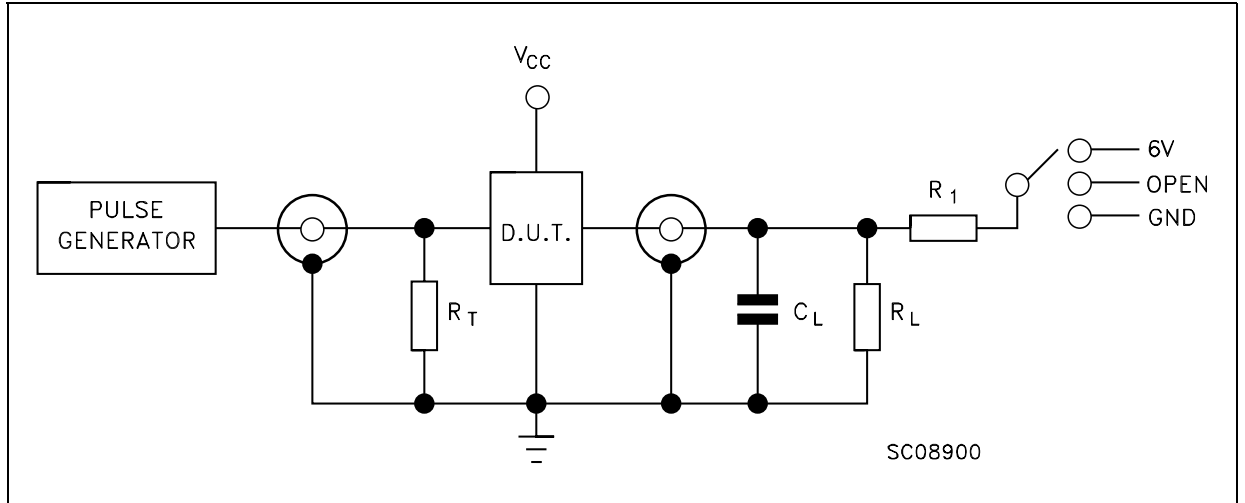 VCC
PULSE
GENERATOR
D.U.T.
RT
CL
RL
R1
6V
OPEN
GND
SC08900